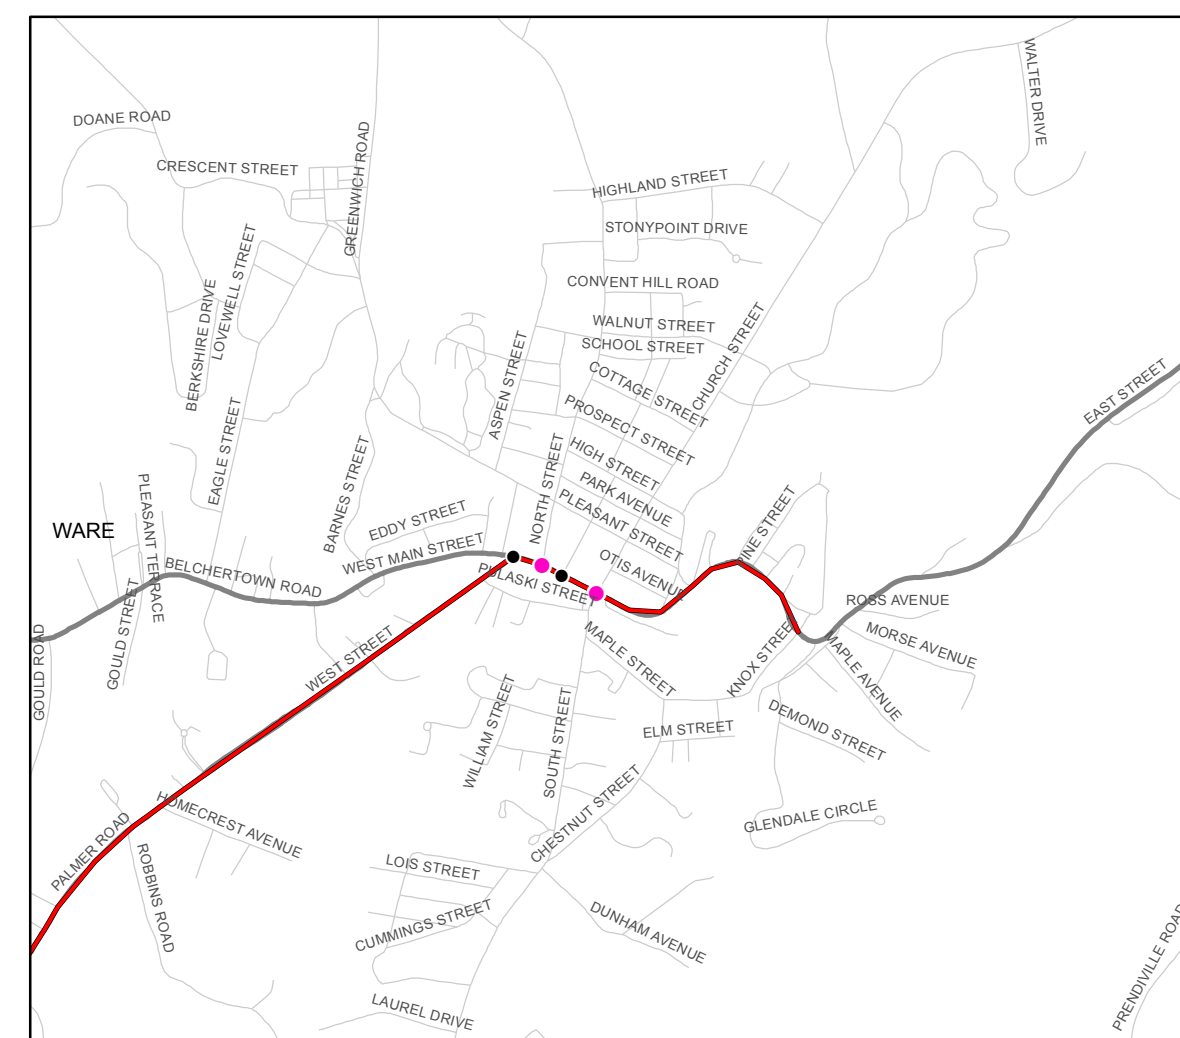 WALTER DRIVE
DOANE ROAD
CRESCENT STREET
GREENWICH ROAD
HIGHLAND STREET
STONYPOINT DRIVE
LOVEWELL STREET
BERKSHIRE DRIVE
CONVENT HILL ROAD
WALNUT STREET
SCHOOL STREET
CHURCH STREET
COTTAGE STREET
ASPEN STREET
PROSPECT STREET
EAST STREET
EAGLE STREET
BARNESS STREET
NORTH STREET
HIGH STREET
PARK AVENUE
PLEASANT STREET
PLEASANT TERRACE
WARE
EDDY STREET
WEST MAIN STREET
BELCHERTOWN ROAD
PULASKI STREET
OTIS AVENUE
PINE STREET
ROSS AVENUE
MORSE AVENUE
GOULD STREET
GOULD ROAD
WEST STREET
MAPLE STREET
KNOX STREET
MAPLE AVENUE
WILLIAM STREET
SOUTH STREET
ELM STREET
DEMOND STREET
HOMECREST AVENUE
PALMER ROAD
ROBBINS ROAD
CHESTNUT STREET
GLENDALE CIRCLE
LOIS STREET
CUMMINGS STREET
DUNHAM AVENUE
LAUREL DRIVE
PRENDIVILLE ROAD